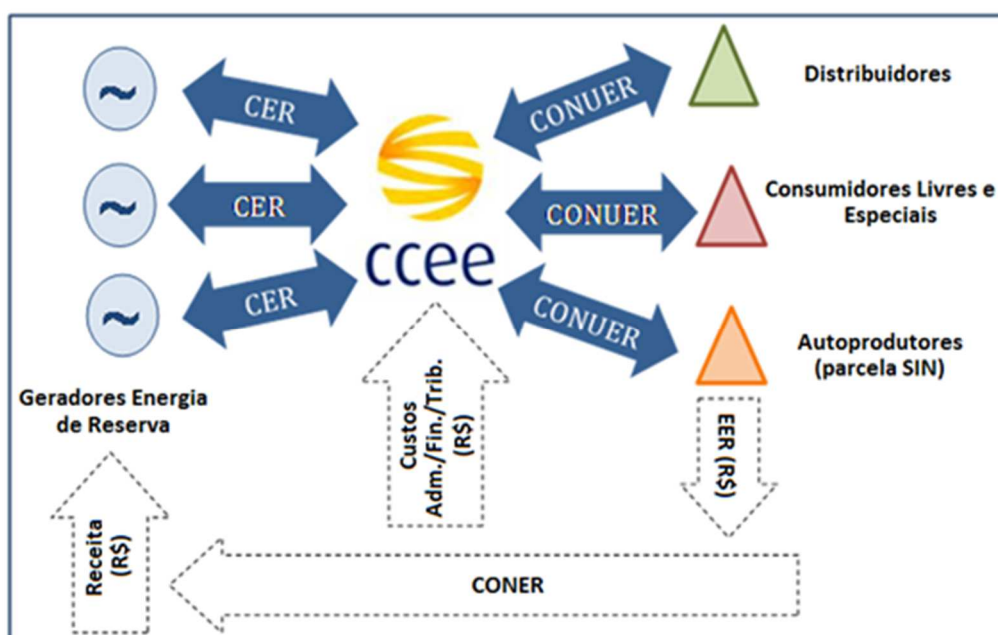 CER
CER
CER
Geradores Energia
de Reserva
ccee
CONUER
CONUER
CONUER
Distribuidores
Consumidores Livres e
Especiais
Autoprodutores
(parcela SIN)
Receita
(R$)
Custos
Adm./Fin./Trib.
(R$)
EER (R$)
CONER